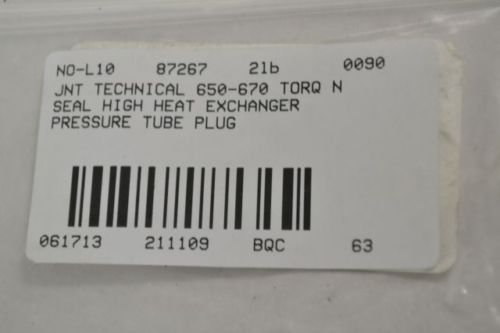 NO-L10 87267 2lb 0090
JNT TECHNICAL 650-670 TORQ N
SEAL HIGH HEAT EXCHANGER
PRESSURE TUBE PLUG
061713 211109 BQC 63